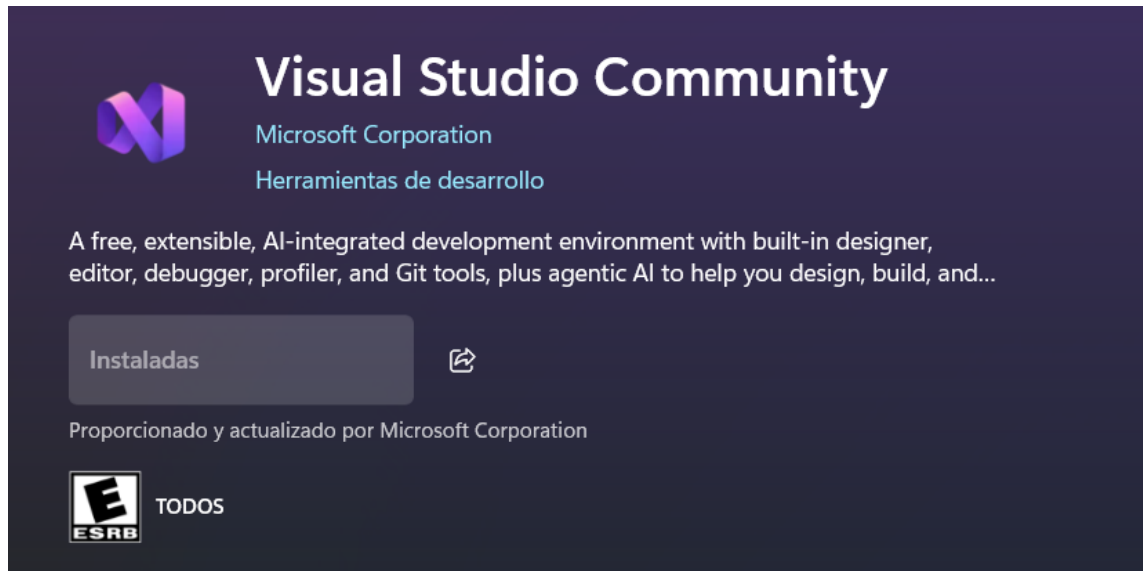 Visual Studio Community
Microsoft Corporation
Herramientas de desarrollo
A free, extensible, AI-integrated development environment with built-in designer,
editor, debugger, profiler, and Git tools, plus agentic AI to help you design, build, and...
Instaladas
Proporcionado y actualizado por Microsoft Corporation
E
ESRB
TODOS